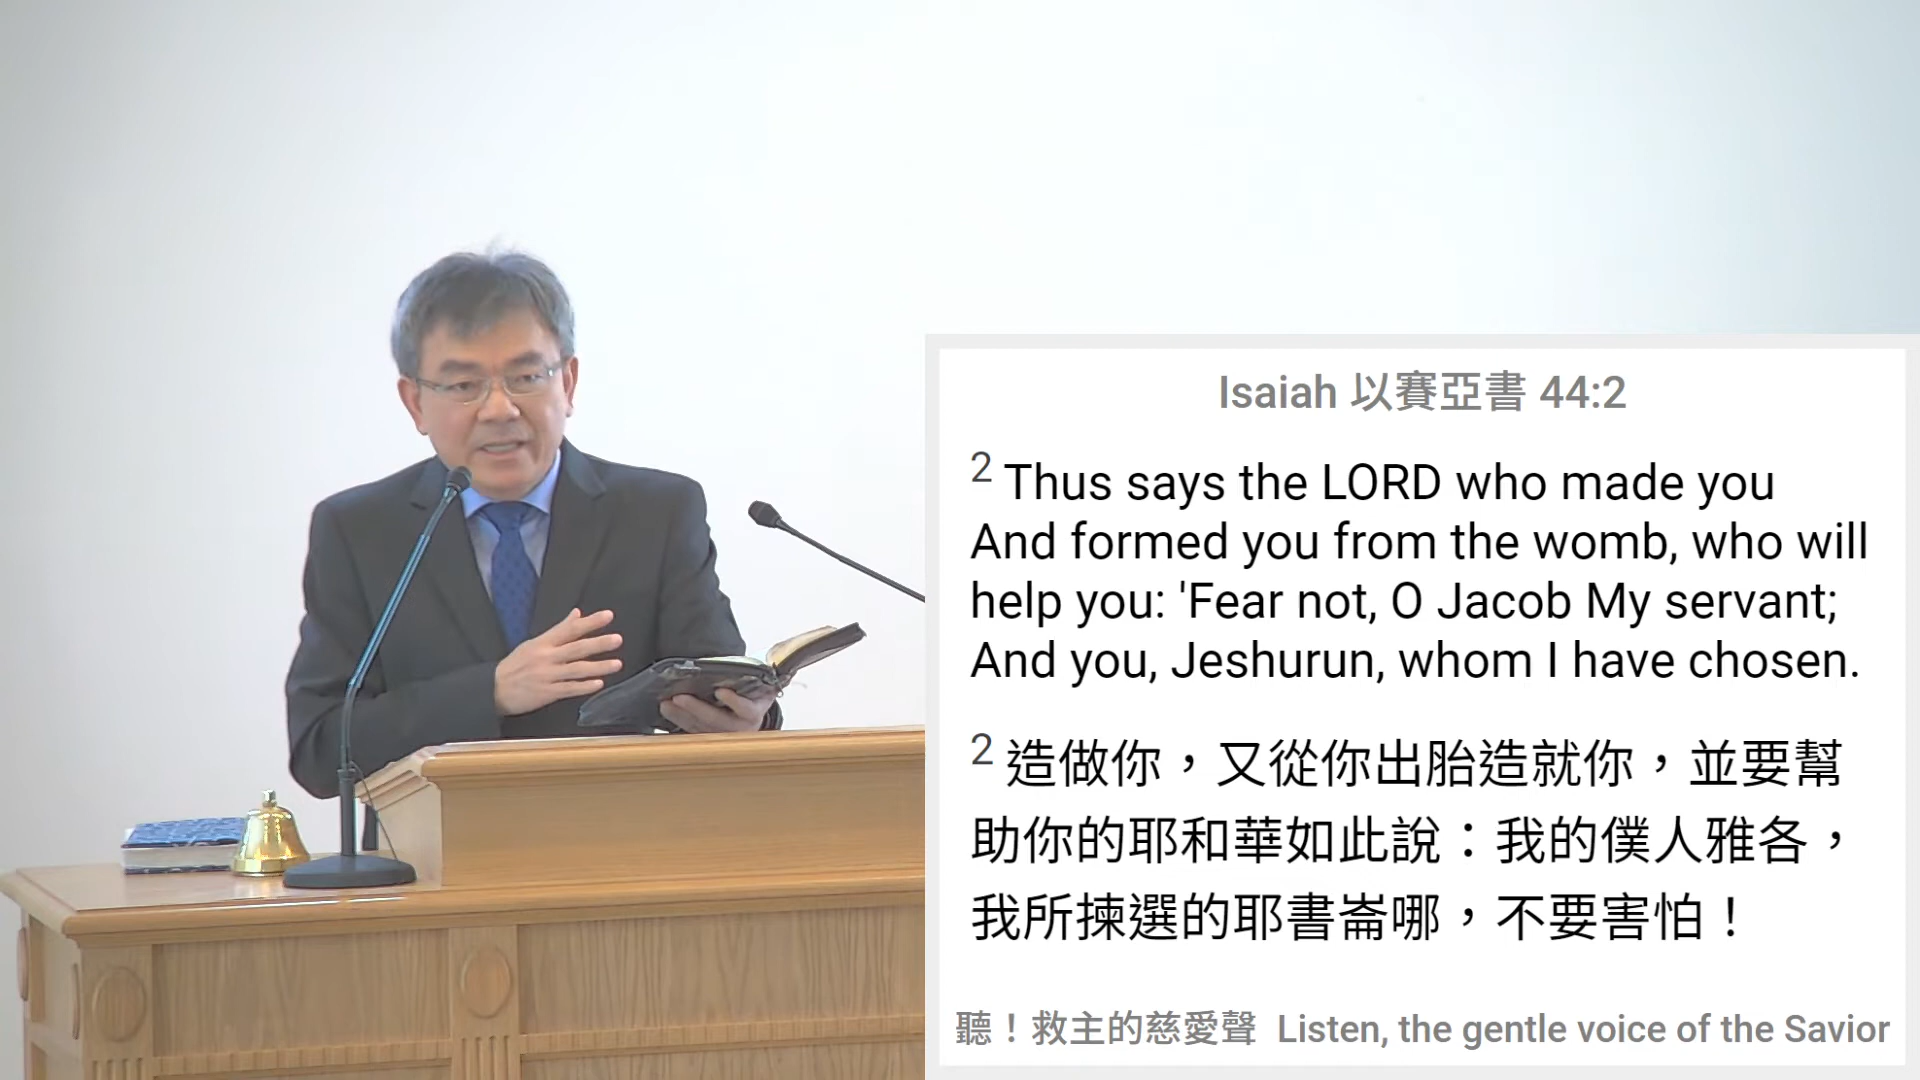 Isaiah 以賽亞書 44:2
2 Thus says the LORD who made you
And formed you from the womb, who will
help you: 'Fear not, O Jacob My servant;
And you, Jeshurun, whom I have chosen.
2 造做你，又從你出胎造就你，並要幫
助你的耶和華如此說：我的僕人雅各，
我所揀選的耶書崙哪，不要害怕！
聽！救主的慈愛聲 Listen, the gentle voice of the Savior